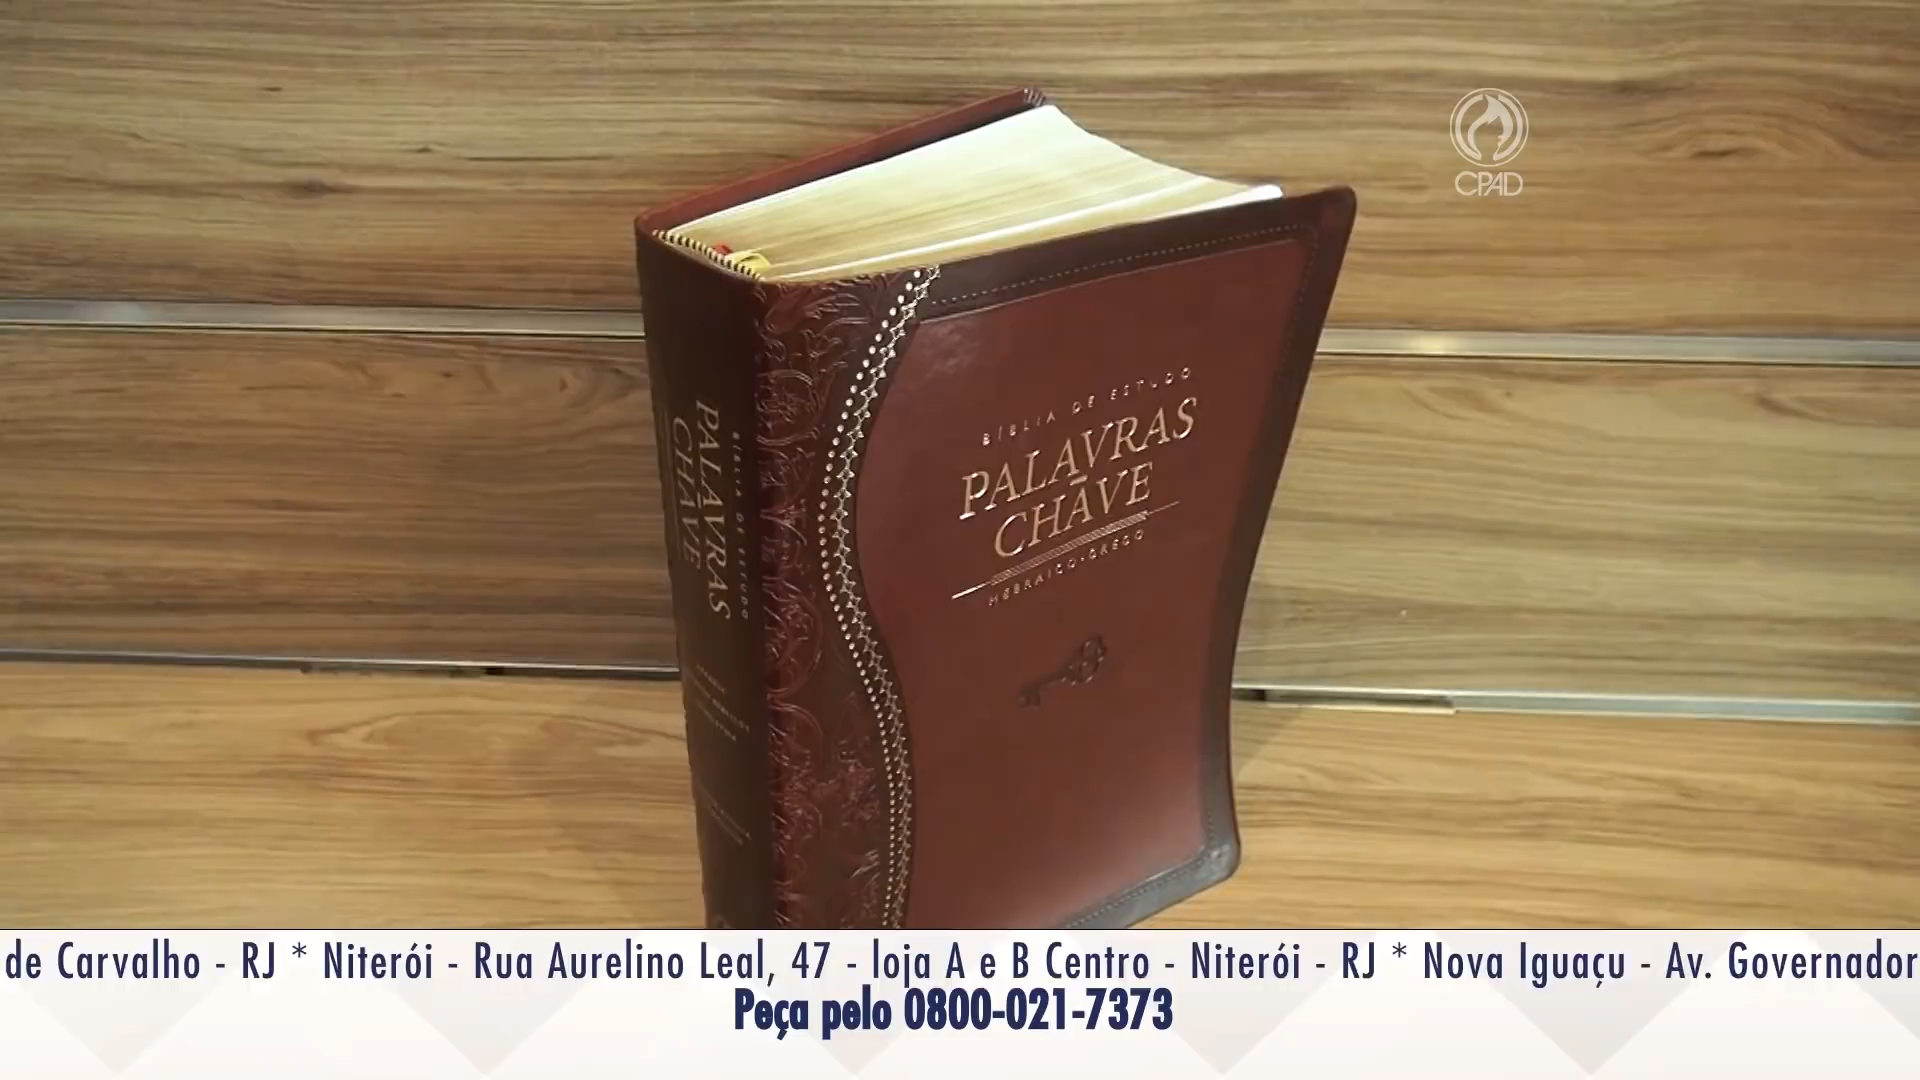 CPAD
BÍBLIA DE ESTUDO
PALAVRAS
CHAVE
HEBRAICO·GREGO
BÍBLIA DE ESTUDO
PALAVRAS
CHAVE
de Carvalho - RJ * Niterói - Rua Aurelino Leal, 47 - loja A e B Centro - Niterói - RJ * Nova Iguaçu - Av. Governador
Peça pelo 0800-021-7373